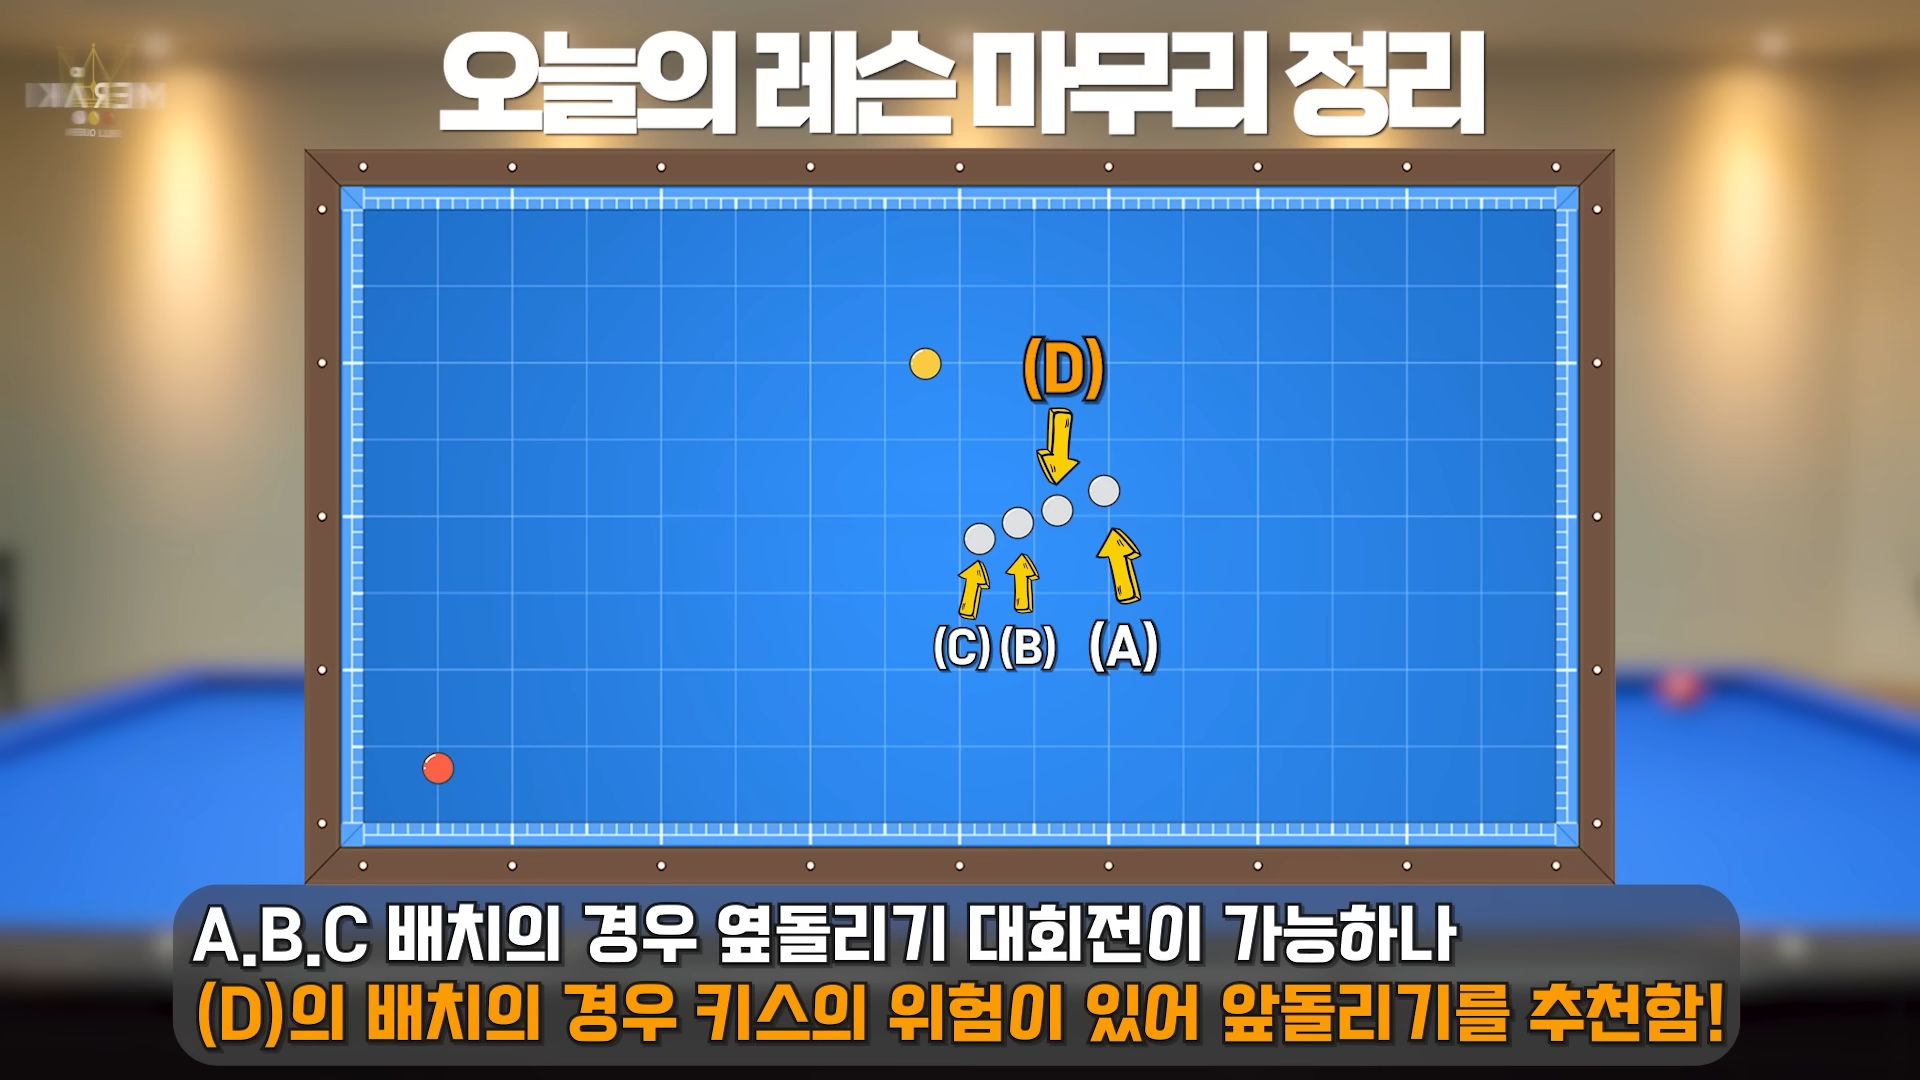 오늘의 레슨 마무리 정리
(D)
(C) (B) (A)
A.B.C 배치의 경우 옆돌리기 대회전이 가능하나
(D)의 배치의 경우 키스의 위험이 있어 앞돌리기를 추천함!